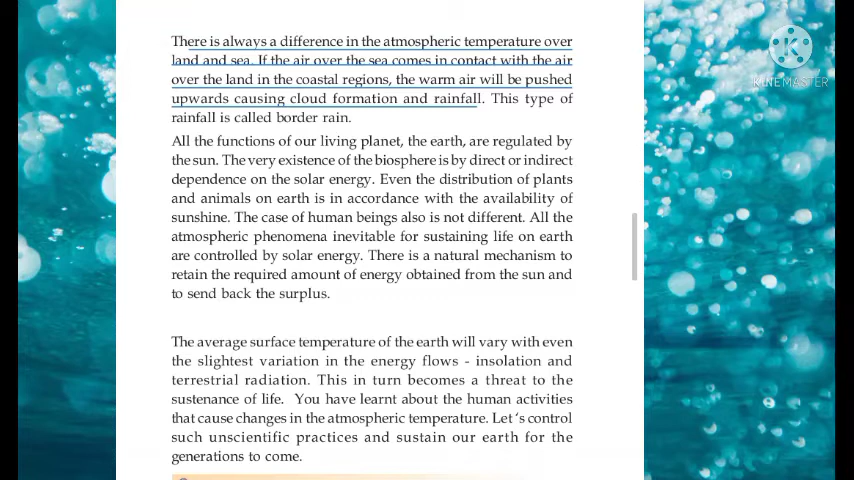 There is always a difference in the atmospheric temperature over
land and sea. If the air over the sea comes in contact with the air
over the land in the coastal regions, the warm air will be pushed
upwards causing cloud formation and rainfall. This type of
rainfall is called border rain.
All the functions of our living planet, the earth, are regulated by
the sun. The very existence of the biosphere is by direct or indirect
dependence on the solar energy. Even the distribution of plants
and animals on earth is in accordance with the availability of
sunshine. The case of human beings also is not different. All the
atmospheric phenomena inevitable for sustaining life on earth
are controlled by solar energy. There is a natural mechanism to
retain the required amount of energy obtained from the sun and
to send back the surplus.
The average surface temperature of the earth will vary with even
the slightest variation in the energy flows - insolation and
terrestrial radiation. This in turn becomes a threat to the
sustenance of life. You have learnt about the human activities
that cause changes in the atmospheric temperature. Let 's control
such unscientific practices and sustain our earth for the
generations to come.
K
KINEMASTER